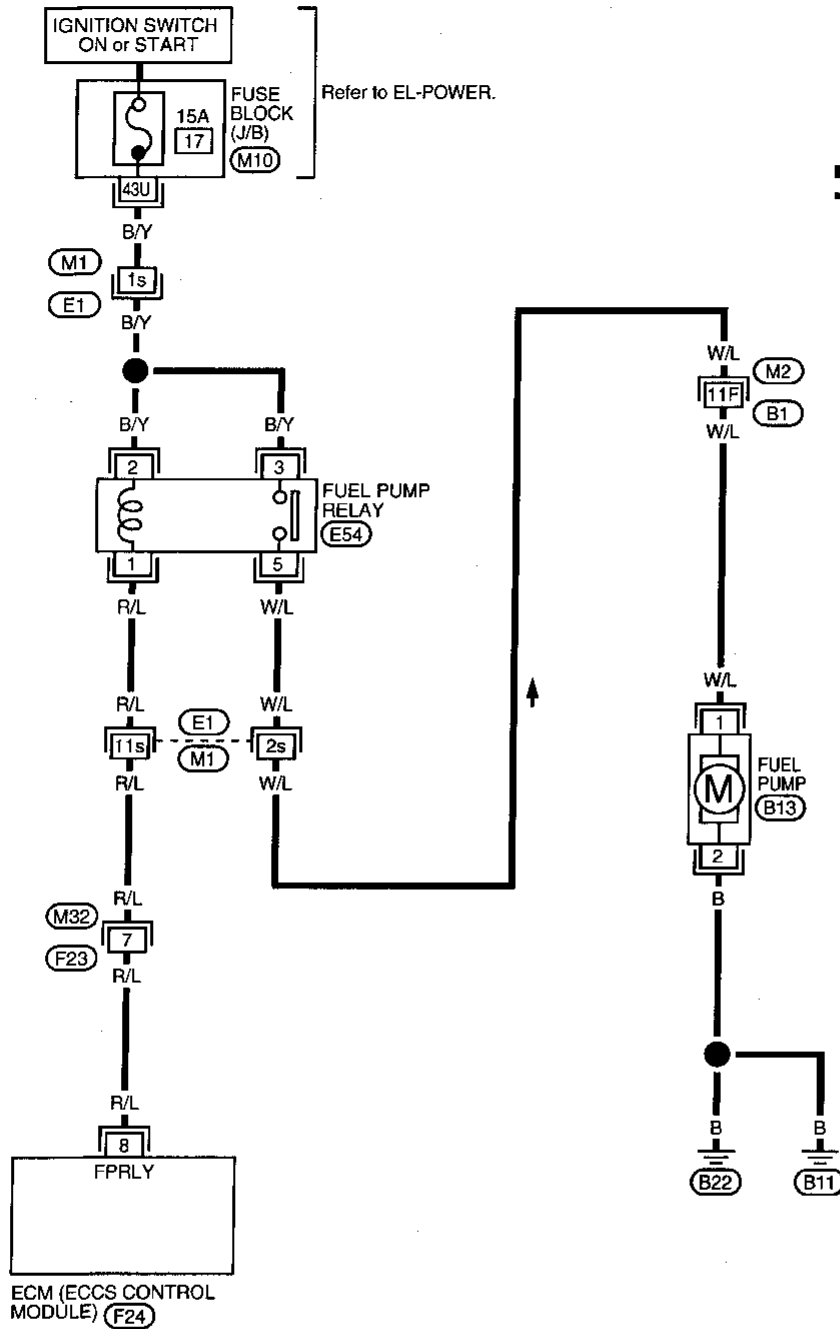 IGNITION SWITCH
ON or START
Refer to EL-POWER.
15A
17
FUSE
BLOCK
(J/B)
M10
43U
B/Y
M1
1s
E1
B/Y
B/Y
B/Y
2
3
FUEL PUMP
RELAY
E54
1
5
R/L
W/L
R/L
W/L
11s
E1
M1
2s
R/L
W/L
R/L
M32
7
F23
R/L
R/L
8
FPRLY
ECM (ECCS CONTROL
MODULE)
F24
W/L
M2
11F
B1
W/L
W/L
1
M
FUEL
PUMP
B13
2
B
B
B
B22
B11